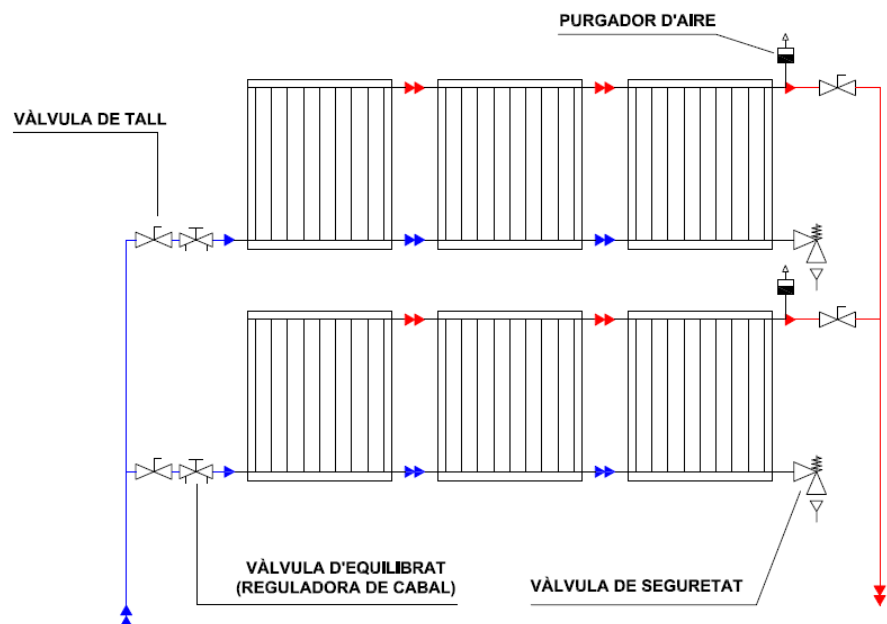 PURGADOR D'AIRE
VÀLVULA DE TALL
VÀLVULA D'EQUILIBRAT
(REGULADORA DE CABAL)
VÀLVULA DE SEGURETAT